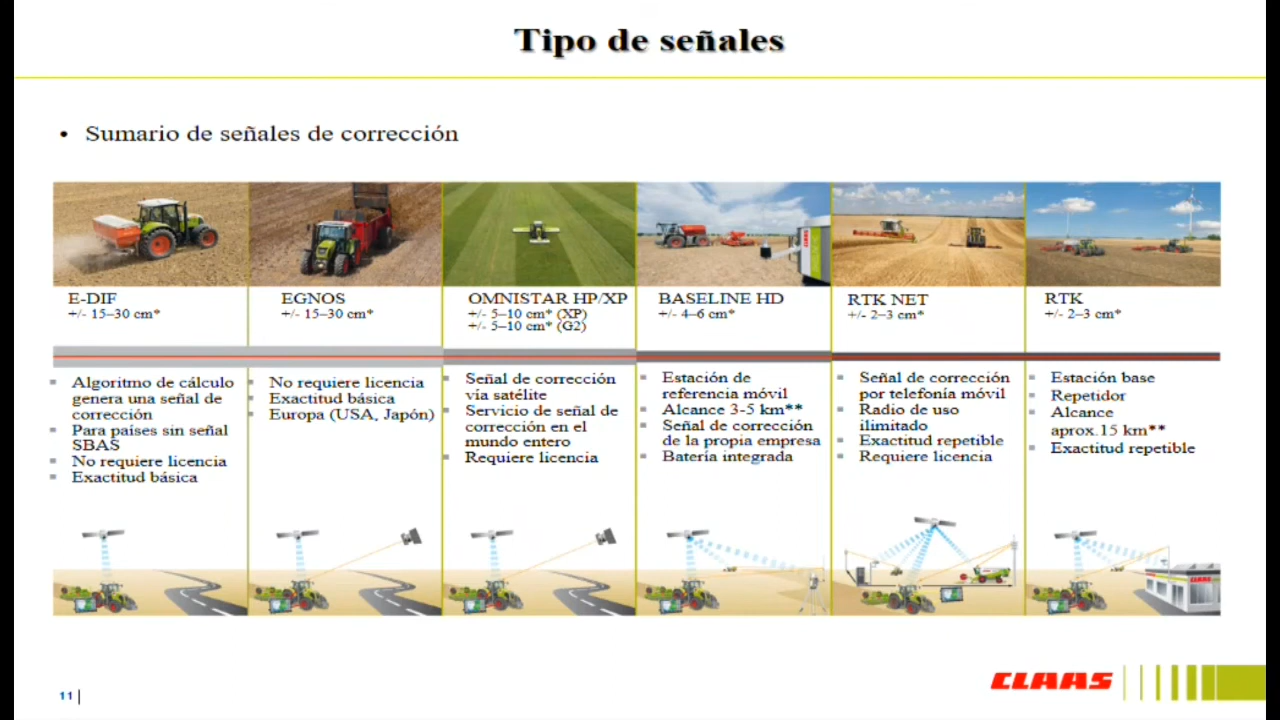 Tipo de señales
• Sumario de señales de corrección
E-DIF
+/- 15–30 cm*
EGNOS
+/- 15–30 cm*
OMNISTAR HP/XP
+/- 5–10 cm* (XP)
+/- 5–10 cm* (G2)
BASELINE HD
+/- 4–6 cm*
RTK NET
+/- 2–3 cm*
RTK
+/- 2–3 cm*
Algoritmo de cálculo
genera una señal de
corrección
Para países sin señal
SBAS
No requiere licencia
Exactitud básica
No requiere licencia
Exactitud básica
Europa (USA, Japón)
Señal de corrección
vía satélite
Servicio de señal de
corrección en el
mundo entero
Requiere licencia
Estación de
referencia móvil
Alcance 3-5 km**
Señal de corrección
de la propia empresa
Batería integrada
Señal de corrección
por telefonía móvil
Radio de uso
ilimitado
Exactitud repetible
Requiere licencia
Estación base
Repetidor
Alcance
aprox.15 km**
Exactitud repetible
CLAAS
11 |
CLAAS